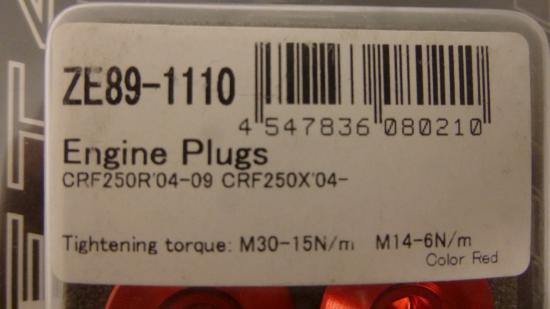 ZE89-1110
4 547836 080210
Engine Plugs
CRF250R'04-09 CRF250X'04-
Tightening torque: M30-15N/m M14-6N/m
Color Red